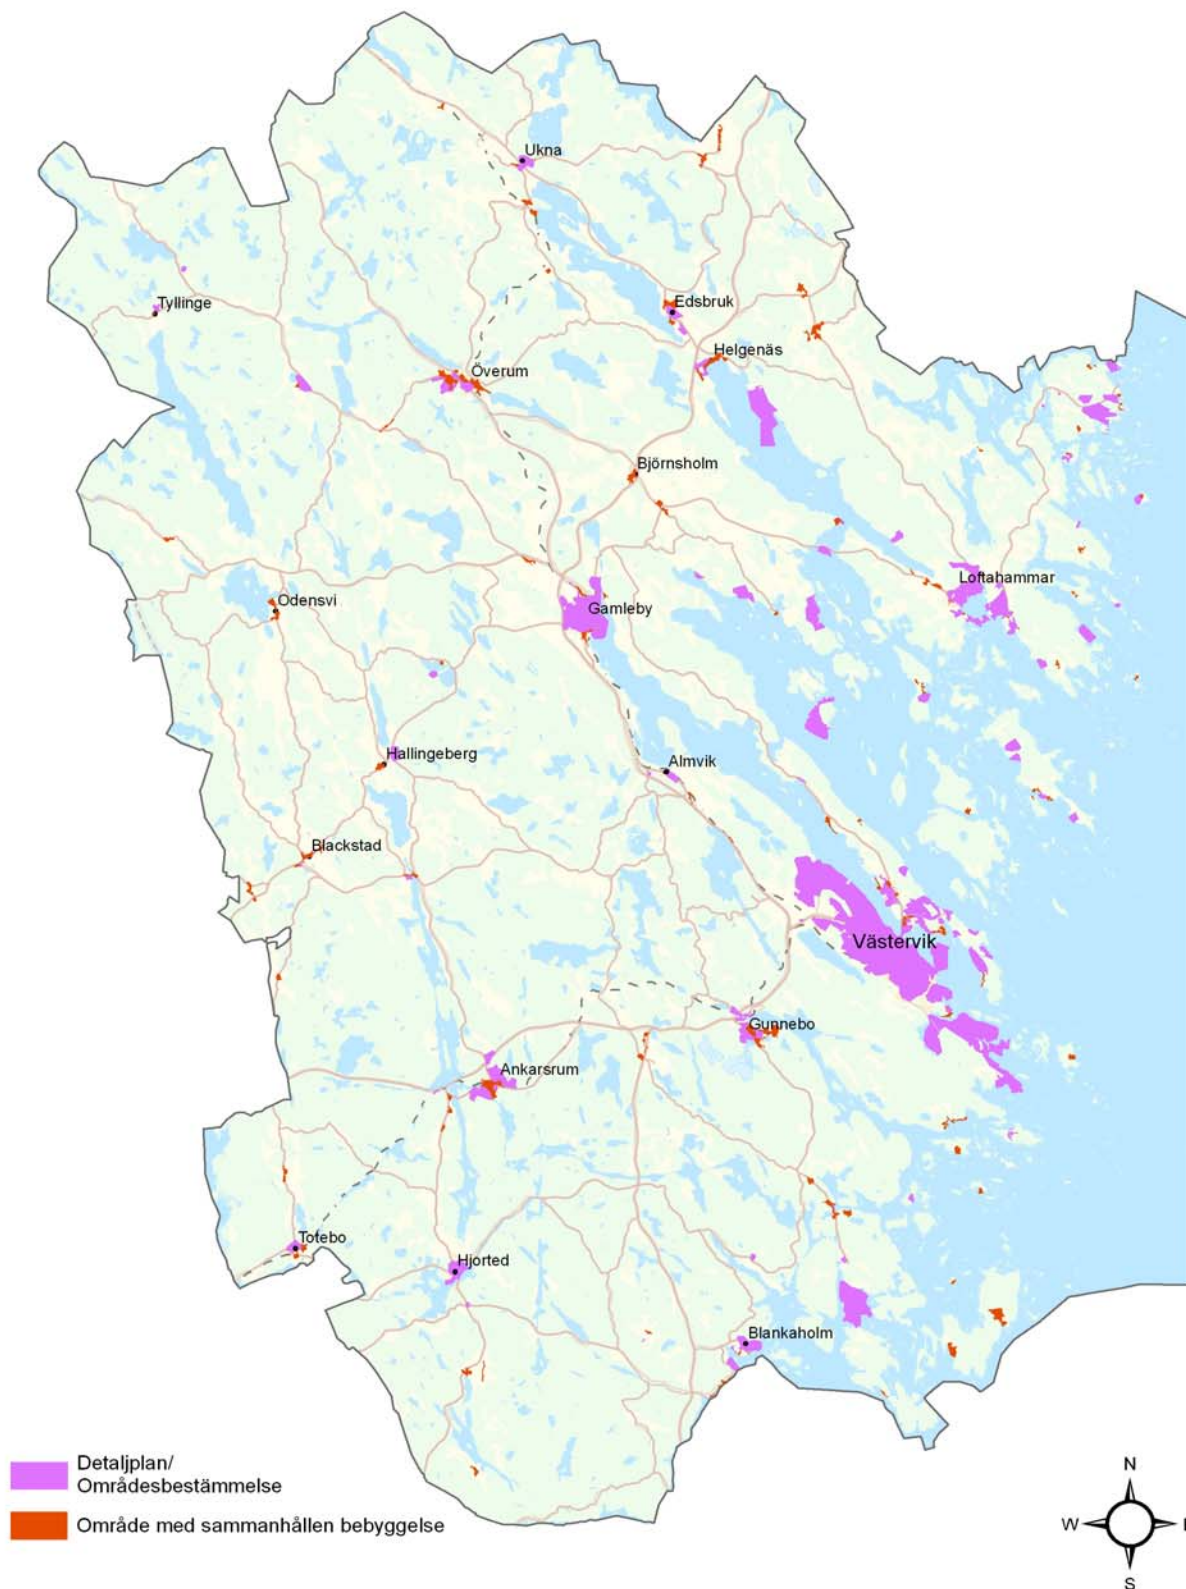 Ukna
Tyllinge
Edsbruk
Helgenäs
Överum
Björnsholm
Loftahammar
Odensvi
Gamleby
Hallingeberg
Almvik
Blackstad
Västervik
Gunnebo
Ankarsrum
Totebo
Hjorted
Blankaholm
Detaljplan/
Områdesbestämmelse
Område med sammanhållen bebyggelse
N
W
S